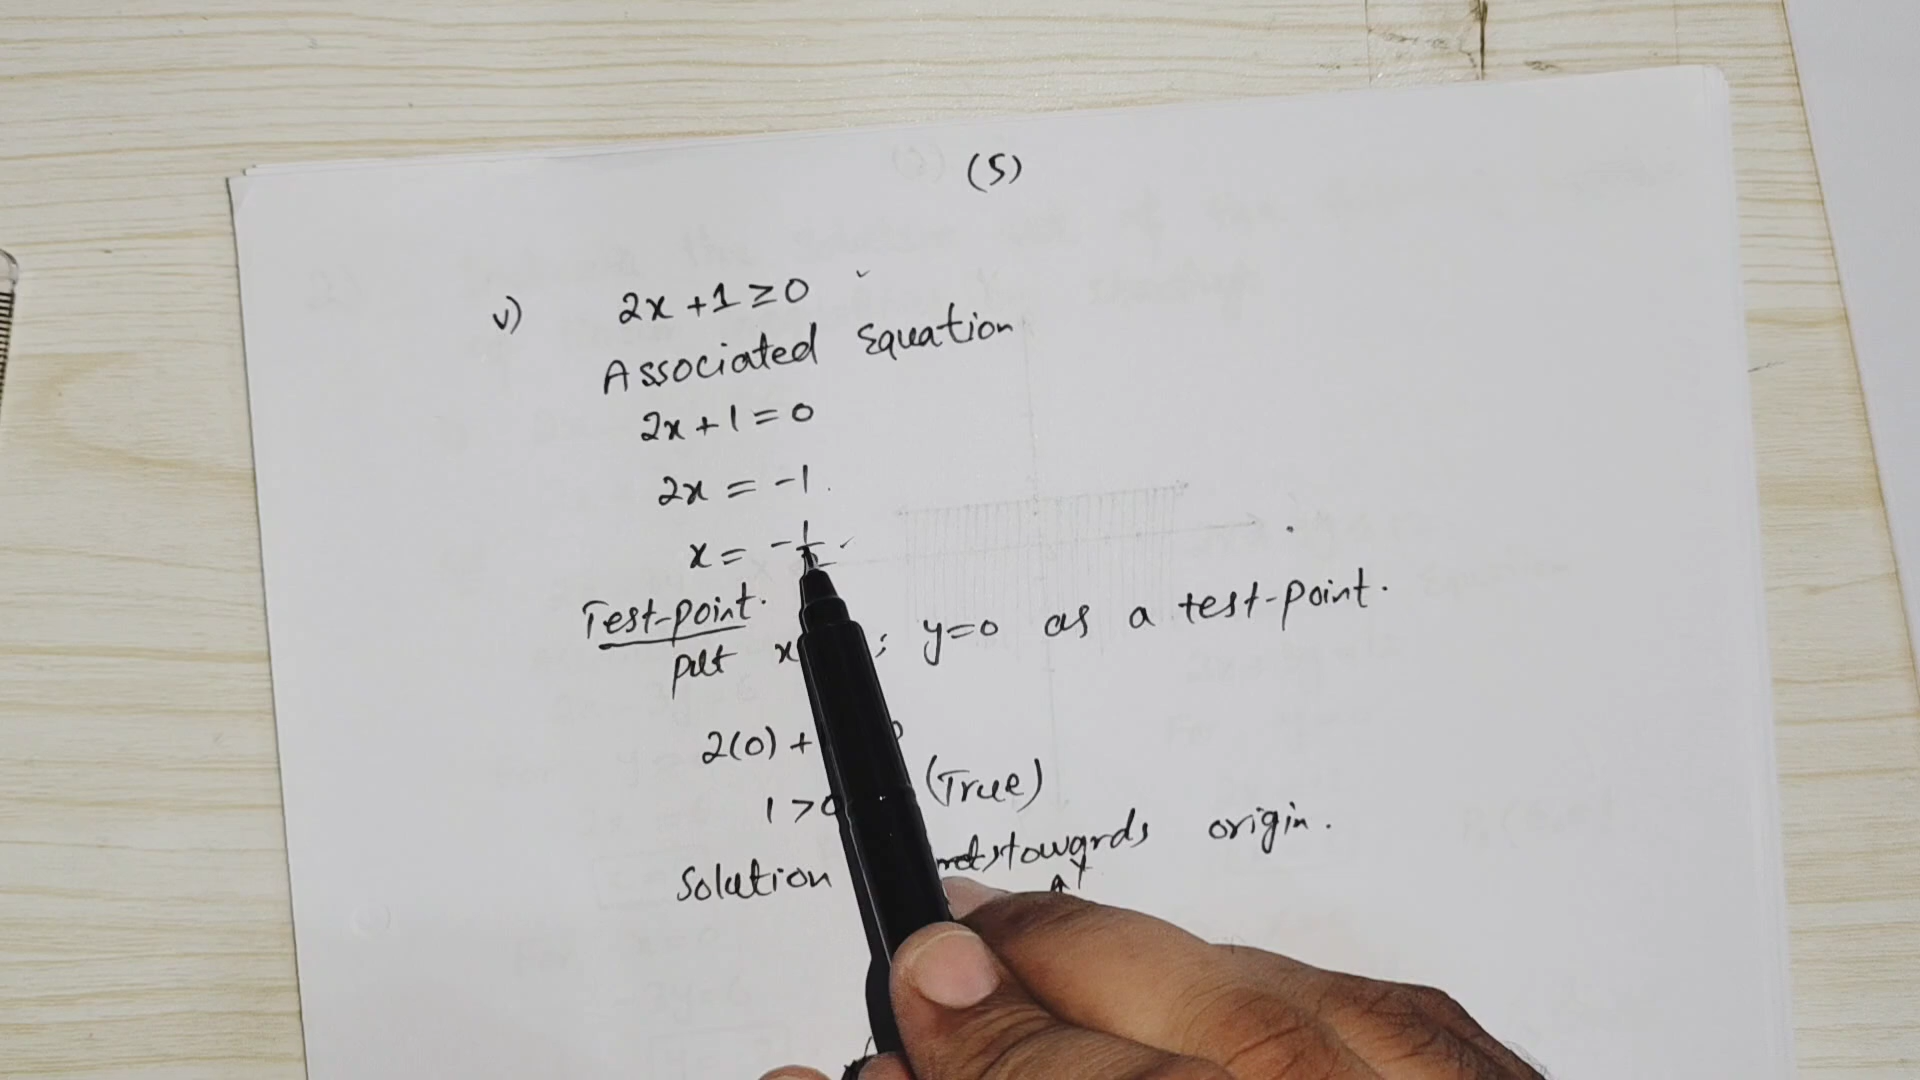 (5)
v) 2x + 1 ≥ 0
Associated Equation
2x + 1 = 0
2x = -1
x = -1
Test-point.
put x ; y=0 as a test-point.
2(0) +
1 > 0 (True)
Solution towards origin.